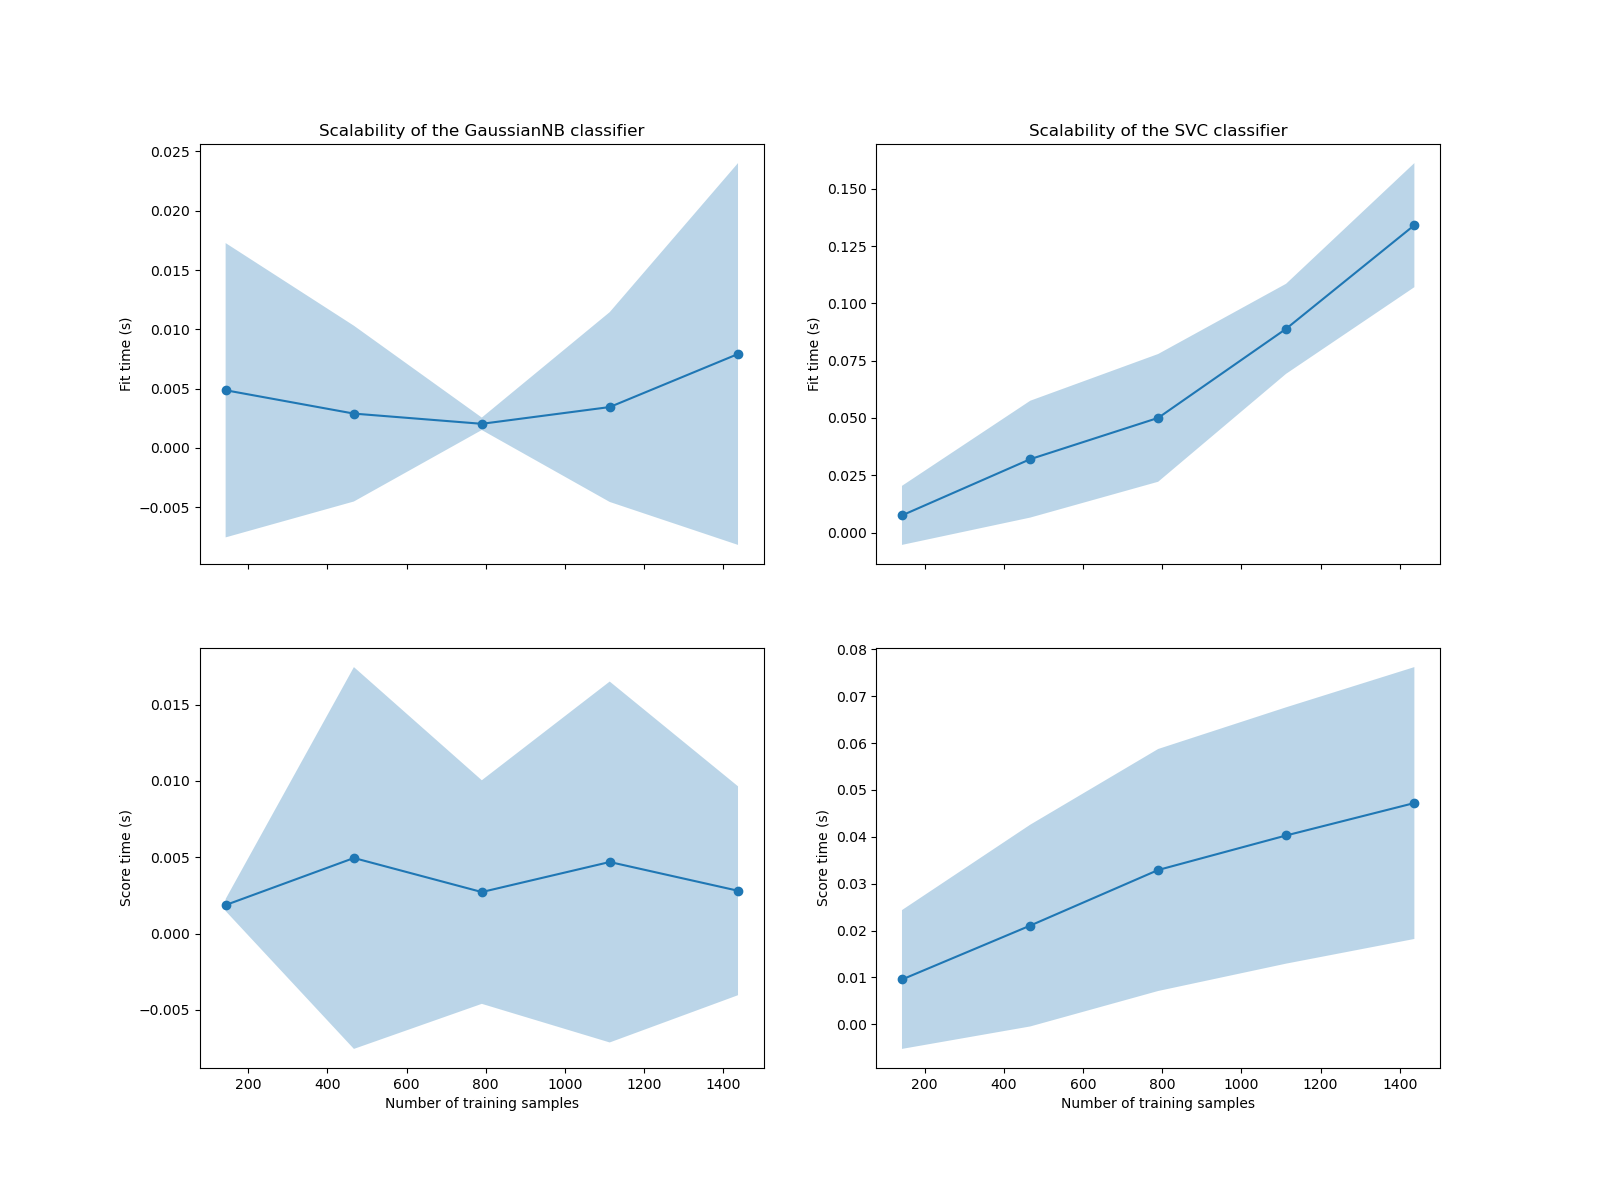 Scalability of the GaussianNB classifier
0.025
0.020
0.015
0.010
0.005
0.000
−0.005
Fit time (s)
Scalability of the SVC classifier
0.150
0.125
0.100
0.075
0.050
0.025
0.000
Fit time (s)
0.015
0.010
0.005
0.000
−0.005
Score time (s)
200 400 600 800 1000 1200 1400
Number of training samples
0.08
0.07
0.06
0.05
0.04
0.03
0.02
0.01
0.00
Score time (s)
200 400 600 800 1000 1200 1400
Number of training samples